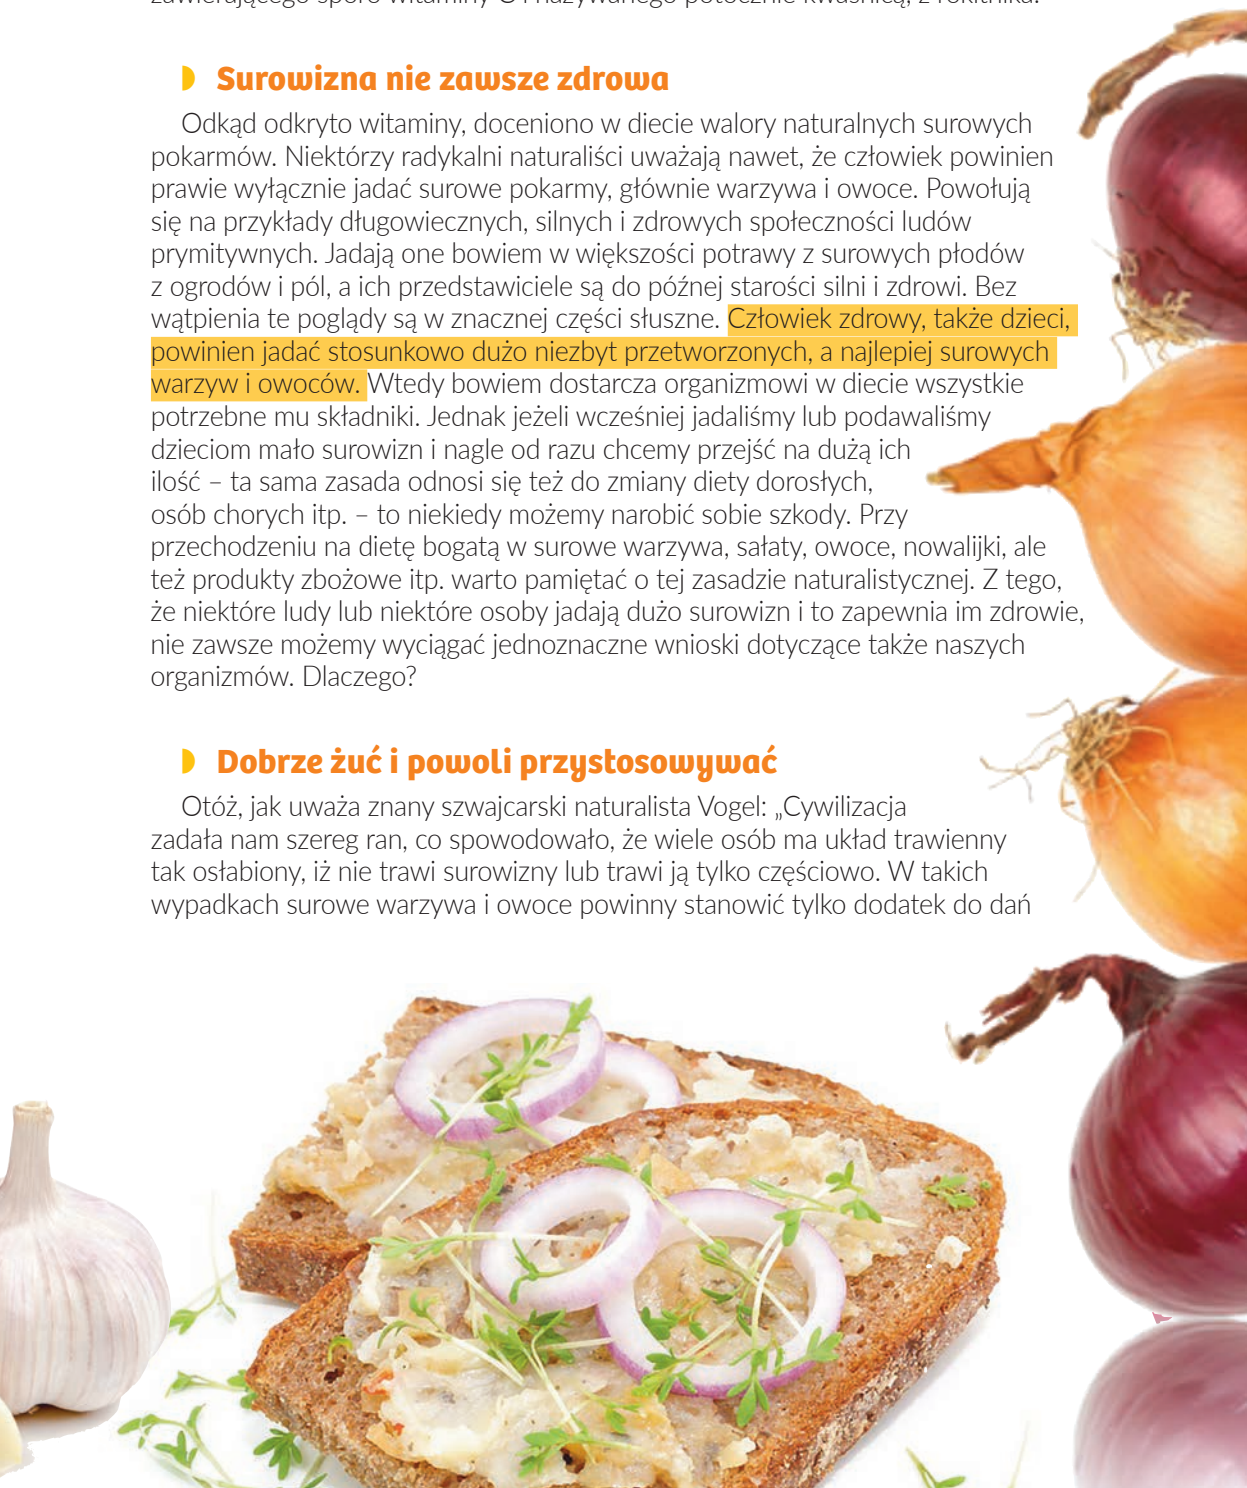 zawierającego sporo witaminy C i nazywanego potocznie kwaśnicą, z rokitnika.
Surowizna nie zawsze zdrowa
Odkąd odkryto witaminy, doceniono w diecie walory naturalnych surowych
pokarmów. Niektórzy radykalni naturaliści uważają nawet, że człowiek powinien
prawie wyłącznie jadać surowe pokarmy, głównie warzywa i owoce. Powołują
się na przykłady długowiecznych, silnych i zdrowych społeczności ludów
prymitywnych. Jadają one bowiem w większości potrawy z surowych płodów
z ogrodów i pól, a ich przedstawiciele są do późnej starości silni i zdrowi. Bez
wątpienia te poglądy są w znacznej części słuszne. Człowiek zdrowy, także dzieci,
powinien jadać stosunkowo dużo niezbyt przetworzonych, a najlepiej surowych
warzyw i owoców. Wtedy bowiem dostarcza organizmowi w diecie wszystkie
potrzebne mu składniki. Jednak jeżeli wcześniej jadaliśmy lub podawaliśmy
dzieciom mało surowizn i nagle od razu chcemy przejść na dużą ich
ilość – ta sama zasada odnosi się też do zmiany diety dorosłych,
osób chorych itp. – to niekiedy możemy narobić sobie szkody. Przy
przechodzeniu na dietę bogatą w surowe warzywa, sałaty, owoce, nowalijki, ale
też produkty zbożowe itp. warto pamiętać o tej zasadzie naturalistycznej. Z tego,
że niektóre ludy lub niektóre osoby jadają dużo surowizn i to zapewnia im zdrowie,
nie zawsze możemy wyciągać jednoznaczne wnioski dotyczące także naszych
organizmów. Dlaczego?
Dobrze żuć i powoli przystosowywać
Otóż, jak uważa znany szwajcarski naturalista Vogel: „Cywilizacja
zadała nam szereg ran, co spowodowało, że wiele osób ma układ trawienny
tak osłabiony, iż nie trawi surowizny lub trawi ją tylko częściowo. W takich
wypadkach surowe warzywa i owoce powinny stanowić tylko dodatek do dań